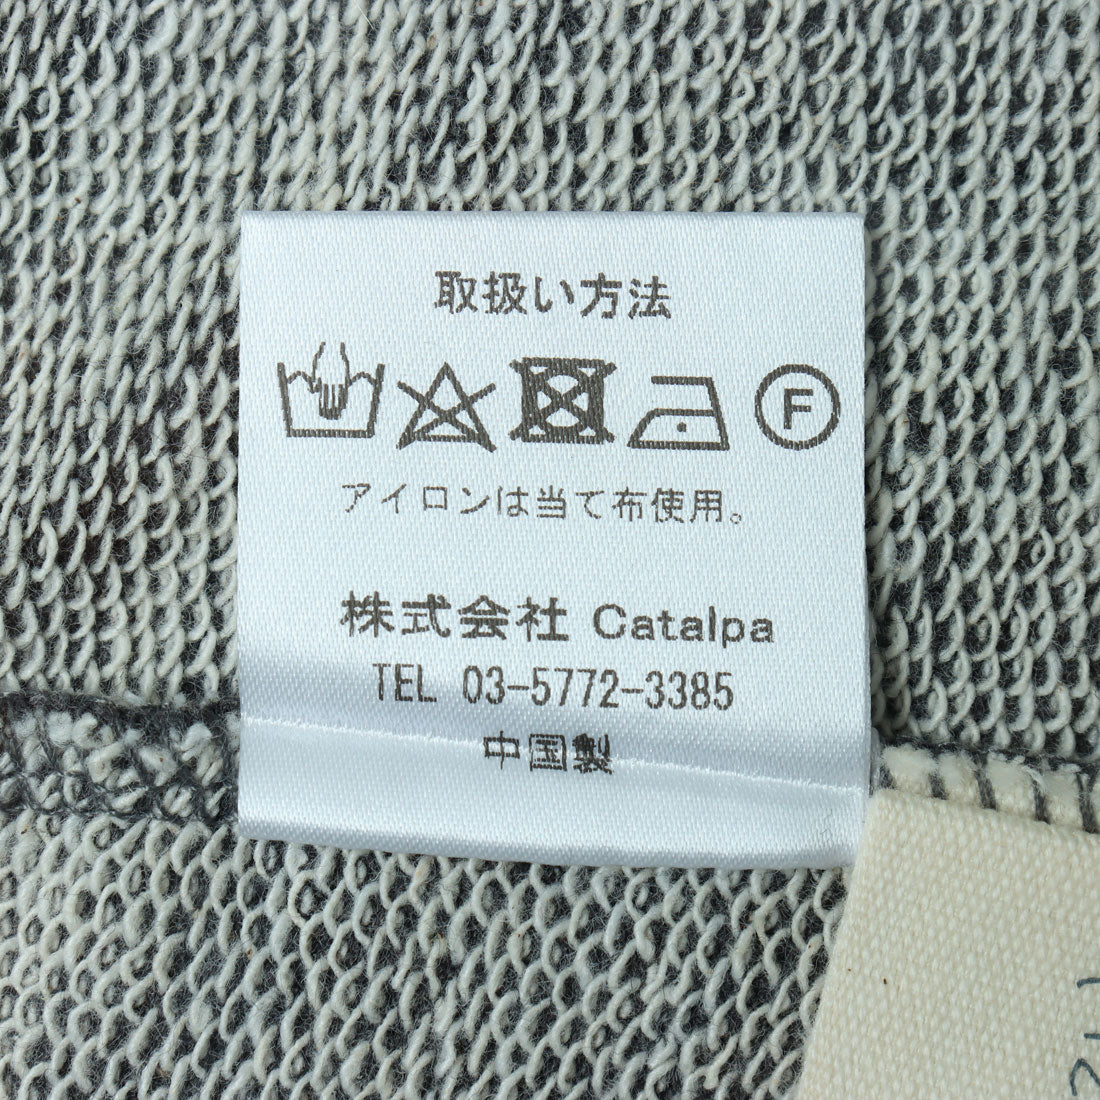 取扱い方法
F
アイロンは当て布使用。
株式会社 Catalpa
TEL 03-5772-3385
中国製